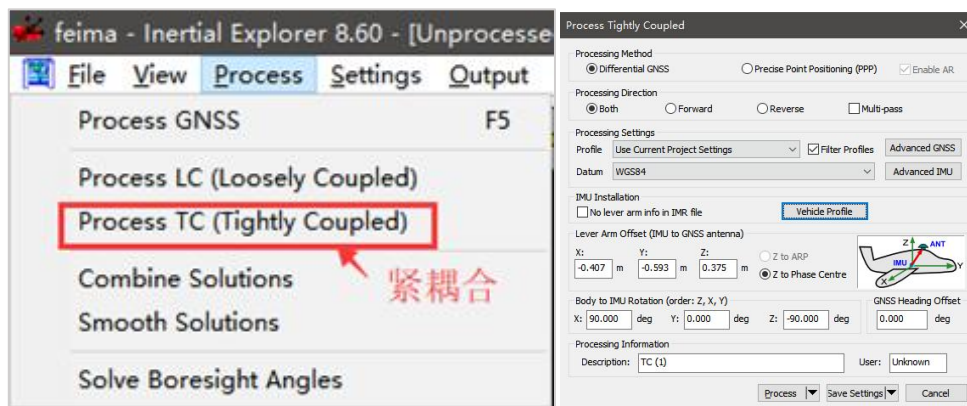 feima - Inertial Explorer 8.60 - [Unprocesse
File View Process Settings Output
Process GNSS F5
Process LC (Loosely Coupled)
Process TC (Tightly Coupled)
紧耦合
Combine Solutions
Smooth Solutions
Solve Boresight Angles
Process Tightly Coupled
Processing Method
Differential GNSS Precise Point Positioning (PPP) Enable AR
Processing Direction
Both Forward Reverse Multi-pass
Processing Settings
Profile Use Current Project Settings Filter Profiles Advanced GNSS
Datum WGS84 Advanced IMU
IMU Installation
No lever arm info in IMR file Vehicle Profile
Lever Arm Offset (IMU to GNSS antenna)
X: Y: Z: Z to ARP
-0.407 m -0.593 m 0.375 m Z to Phase Centre
Z ANT
IMU Y
X
Body to IMU Rotation (order: Z, X, Y) GNSS Heading Offset
X: 90.000 deg Y: 0.000 deg Z: -90.000 deg 0.000 deg
Processing Information
Description: TC (1) User: Unknown
Process Save Settings Cancel